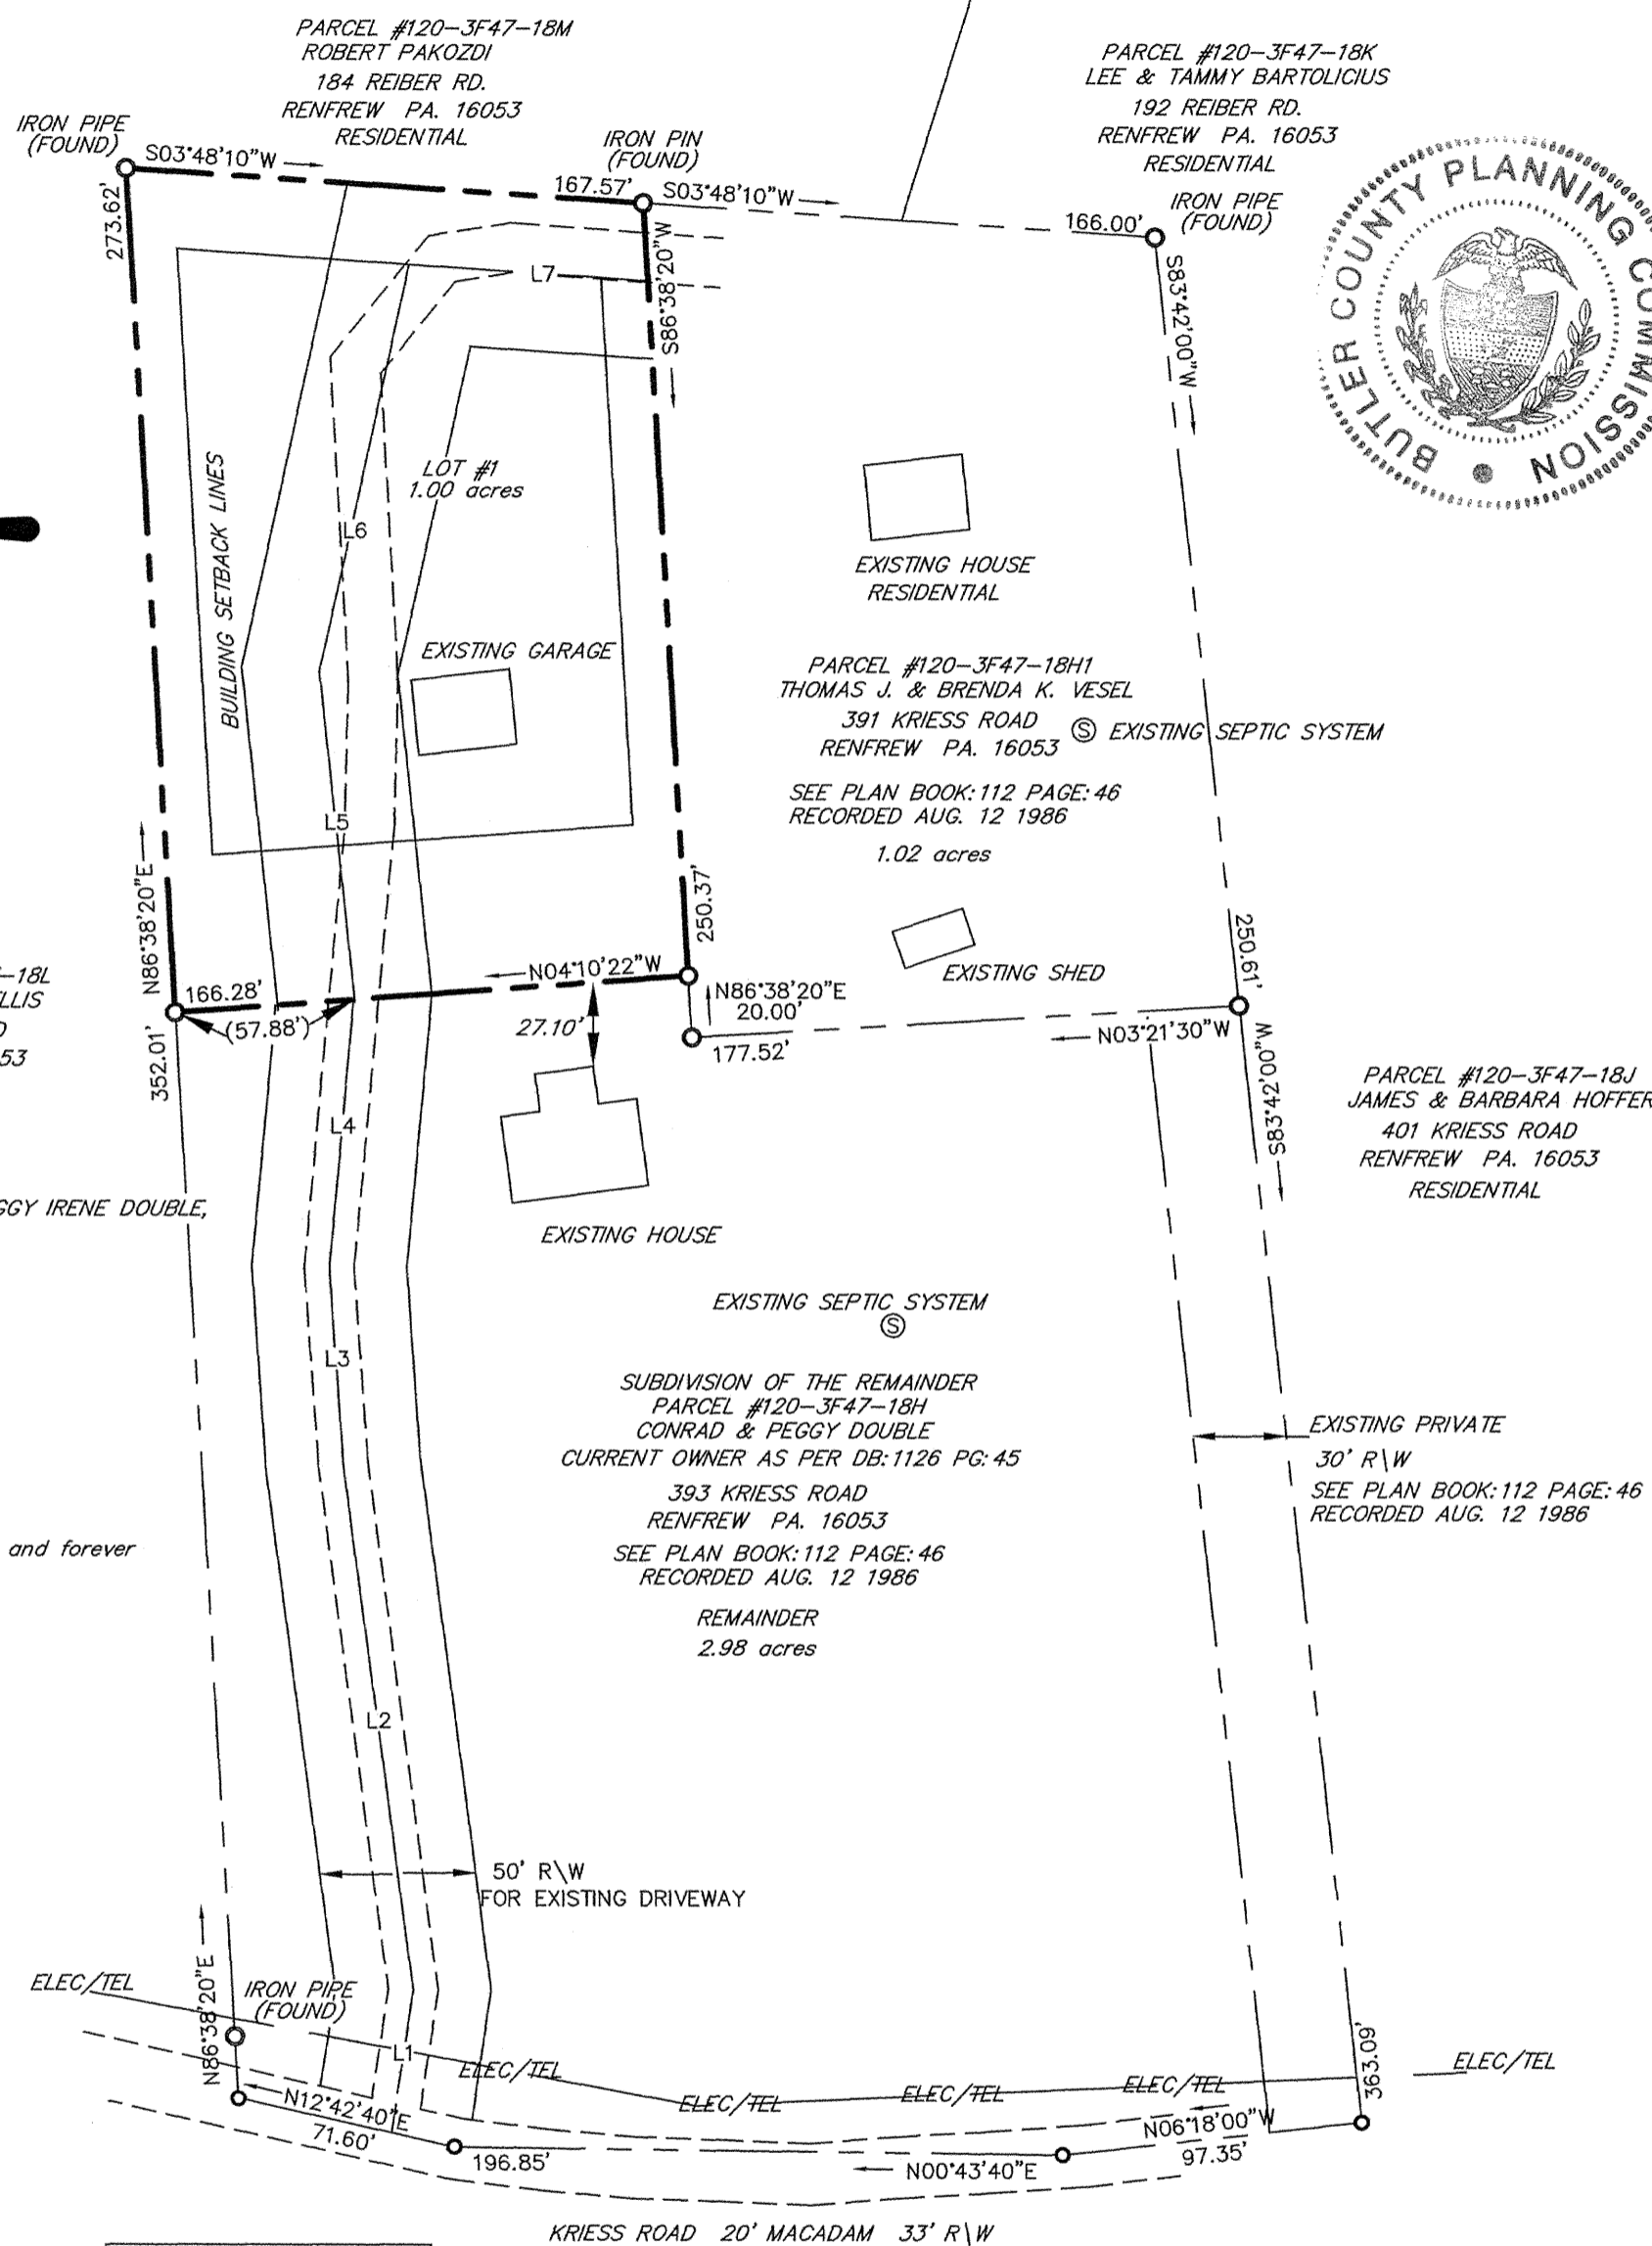 PARCEL #120-3F47-18M
ROBERT PAKOZDI
184 REIBER RD.
RENFREW PA. 16053
RESIDENTIAL
PARCEL #120-3F47-18K
LEE & TAMMY BARTOLICIUS
192 REIBER RD.
RENFREW PA. 16053
RESIDENTIAL
IRON PIPE
(FOUND)
S03°48'10"W
IRON PIN
(FOUND)
167.57'
S03°48'10"W
166.00'
IRON PIPE
(FOUND)
BUTLER COUNTY PLANNING COMMISSION
273.62'
S86°38'20"W
S83°42'00"W
L7
LOT #1
1.00 acres
L6
BUILDING SETBACK LINES
EXISTING HOUSE
RESIDENTIAL
EXISTING GARAGE
PARCEL #120-3F47-18H1
THOMAS J. & BRENDA K. VESEL
391 KRIESS ROAD
RENFREW PA. 16053
S EXISTING SEPTIC SYSTEM
SEE PLAN BOOK: 112 PAGE: 46
RECORDED AUG. 12 1986
1.02 acres
L5
N86°38'20"E
250.37'
250.61'
EXISTING SHED
-18L
LLIS
53
N04°10'22"W
166.28'
(57.88')
27.10'
N86°38'20"E
20.00'
177.52'
N03°21'30"W
352.01'
S83°42'00"W
L4
PARCEL #120-3F47-18J
JAMES & BARBARA HOFFER
401 KRIESS ROAD
RENFREW PA. 16053
RESIDENTIAL
GGY IRENE DOUBLE,
EXISTING HOUSE
EXISTING SEPTIC SYSTEM
S
L3
SUBDIVISION OF THE REMAINDER
PARCEL #120-3F47-18H
CONRAD & PEGGY DOUBLE
CURRENT OWNER AS PER DB: 1126 PG: 45
393 KRIESS ROAD
RENFREW PA. 16053
SEE PLAN BOOK: 112 PAGE: 46
RECORDED AUG. 12 1986
REMAINDER
2.98 acres
EXISTING PRIVATE
30' R\W
SEE PLAN BOOK: 112 PAGE: 46
RECORDED AUG. 12 1986
and forever
L2
50' R\W
FOR EXISTING DRIVEWAY
N86°38'20"E
ELEC/TEL
IRON PIPE
(FOUND)
L1
ELEC/TEL
ELEC/TEL
ELEC/TEL
ELEC/TEL
ELEC/TEL
363.09'
N12°42'40"E
71.60'
196.85'
N00°43'40"E
N06°18'00"W
97.35'
KRIESS ROAD 20' MACADAM 33' R\W